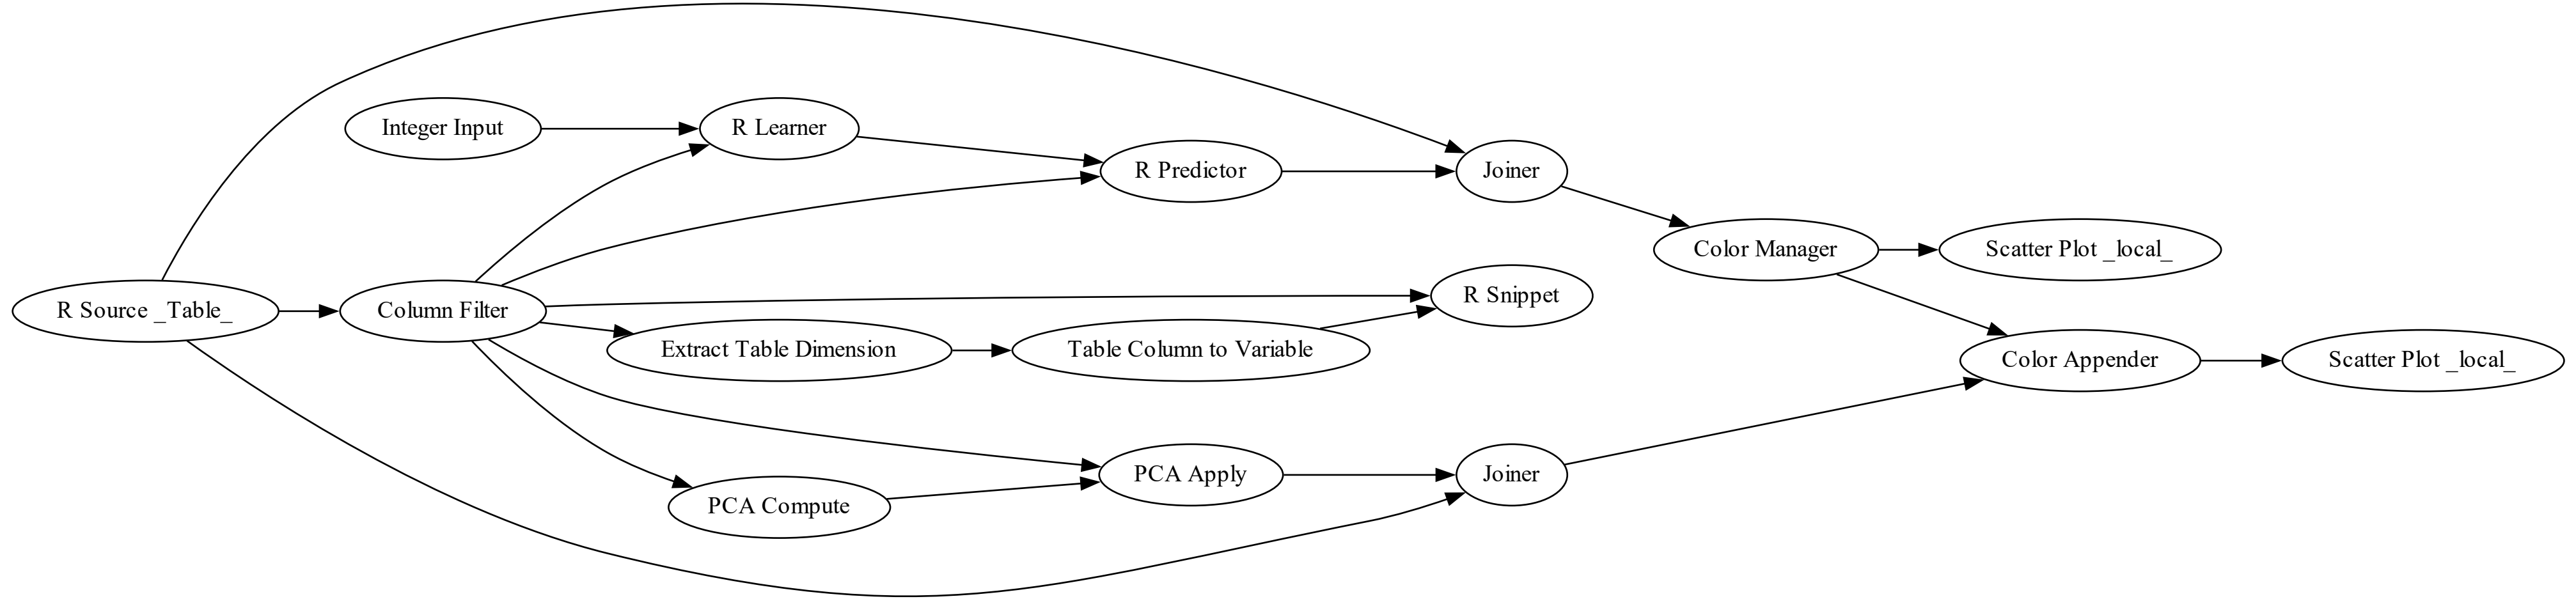 Integer Input
R Learner
R Predictor
Joiner
Color Manager
Scatter Plot _local_
R Source _Table_
Column Filter
R Snippet
Extract Table Dimension
Table Column to Variable
Color Appender
Scatter Plot _local_
PCA Apply
Joiner
PCA Compute